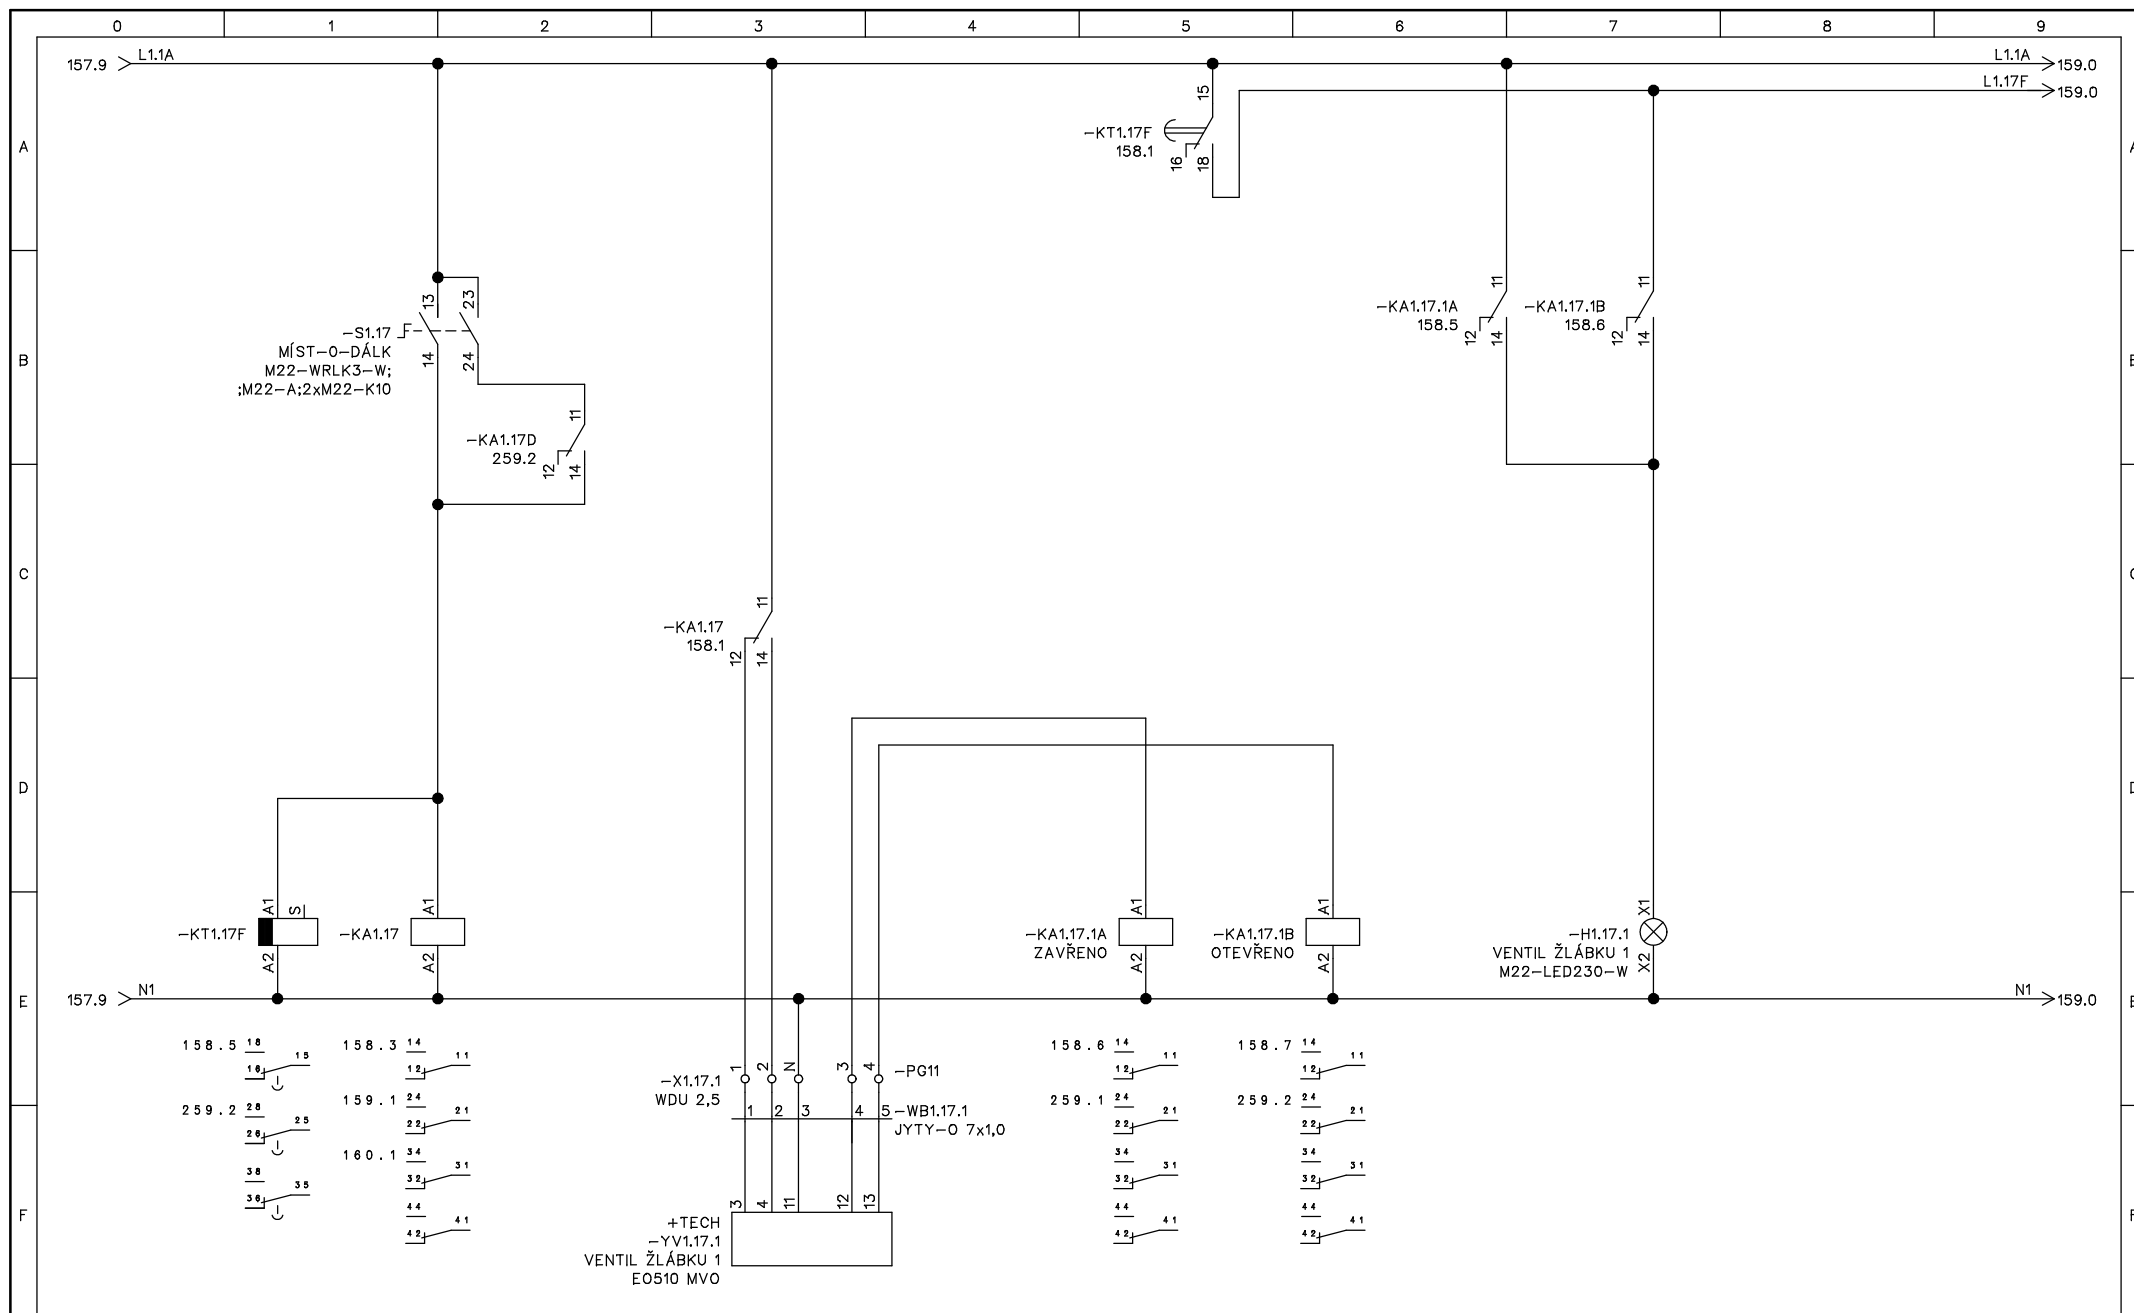 0 1 2 3 4 5 6 7 8 9
157.9 L1.1A L1.1A 159.0
L1.17F 159.0
A A
15
-KT1.17F
158.1
16 18
B B
13 23
-S1.17
MÍST-0-DÁLK
M22-WRLK3-W;
;M22-A;2xM22-K10
14 24
11
-KA1.17D
259.2
12 14
11
-KA1.17.1A
158.5
12 14
11
-KA1.17.1B
158.6
12 14
C C
11
-KA1.17
158.1
12 14
D D
A1 S
-KT1.17F
A2
A1
-KA1.17
A2
A1
-KA1.17.1A
ZAVŘENO
A2
A1
-KA1.17.1B
OTEVŘENO
A2
X1
-H1.17.1
VENTIL ŽLÁBKU 1
M22-LED230-W
X2
E E
157.9 N1 N1 159.0
158.5 18 15
16
259.2 28 25
26
38 35
36
158.3 14 11
12
159.1 24 21
22
160.1 34 31
32
44 41
42
1 2 N 3 4
-X1.17.1
WDU 2,5
-PG11
1 2 3 4 5
-WB1.17.1
JYTY-O 7x1,0
3 4 11 12 13
+TECH
-YV1.17.1
VENTIL ŽLÁBKU 1
EO510 MVO
158.6 14 11
12
259.1 24 21
22
34 31
32
44 41
42
158.7 14 11
12
259.2 24 21
22
34 31
32
44 41
42
F F